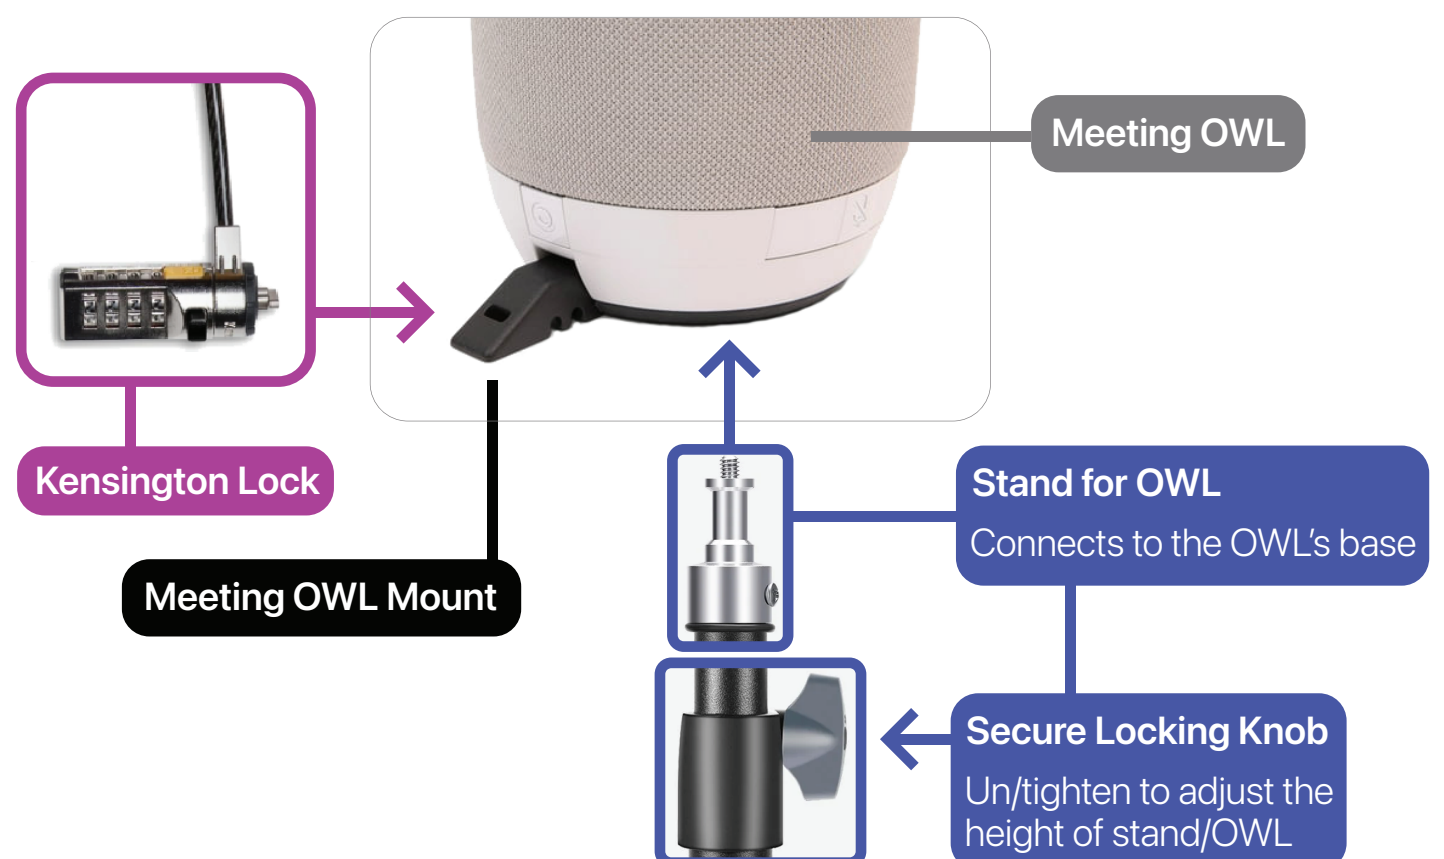 Meeting OWL
Kensington Lock
Stand for OWL
Connects to the OWL’s base
Meeting OWL Mount
Secure Locking Knob
Un/tighten to adjust the
height of stand/OWL